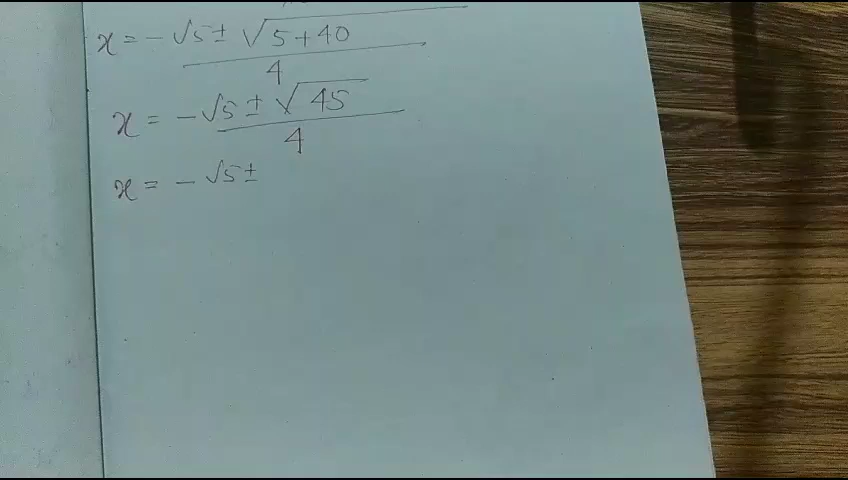 x = - √5 ± √5+40
4
x = - √5 ± √45
4
x = - √5 ±